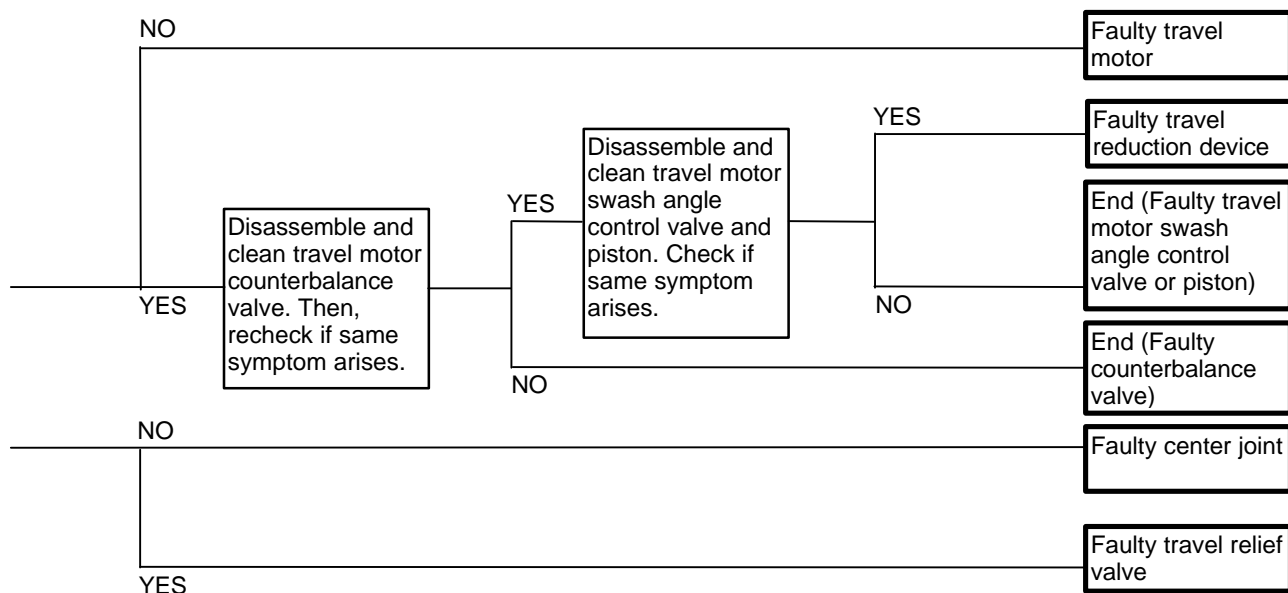 NO
Faulty travel
motor
YES
Faulty travel
reduction device
Disassemble and
clean travel motor
swash angle
control valve and
piston. Check if
same symptom
arises.
YES
End (Faulty travel
motor swash
angle control
valve or piston)
Disassemble and
clean travel motor
counterbalance
valve. Then,
recheck if same
symptom arises.
YES
NO
End (Faulty
counterbalance
valve)
NO
NO
Faulty center joint
Faulty travel relief
valve
YES